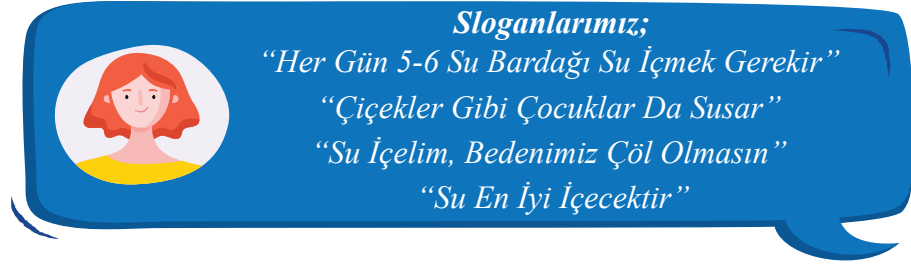 Sloganlarımız;
“Her Gün 5-6 Su Bardağı Su İçmek Gerekir”
“Çiçekler Gibi Çocuklar Da Susar”
“Su İçelim, Bedenimiz Çöl Olmasın”
“Su En İyi İçecektir”